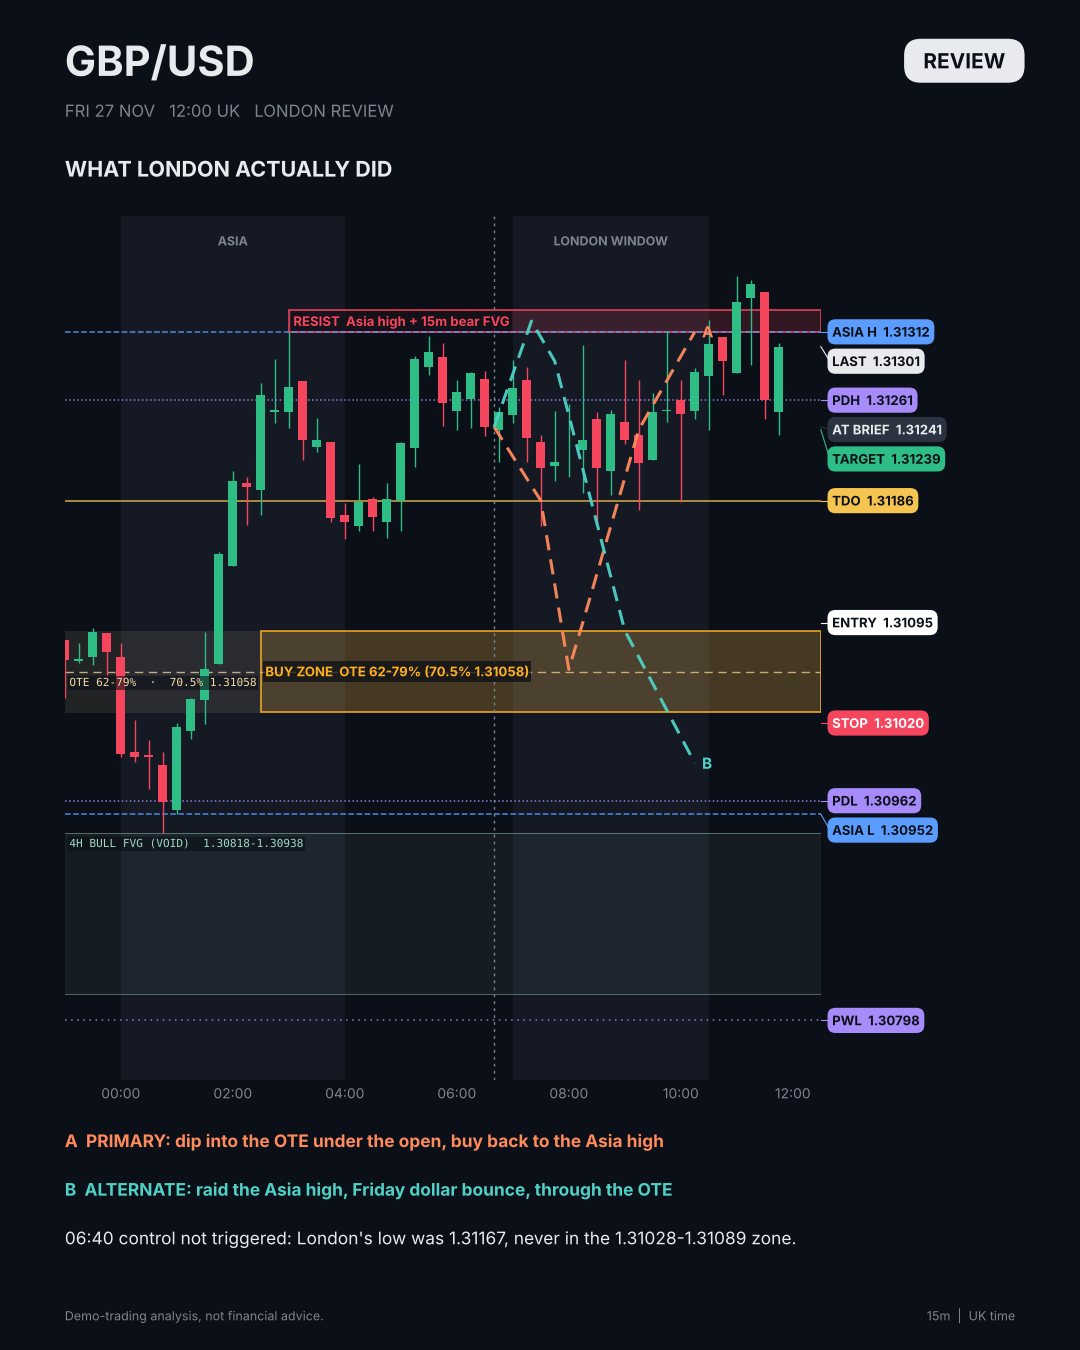 GBP/USD
REVIEW
FRI 27 NOV 12:00 UK LONDON REVIEW
WHAT LONDON ACTUALLY DID
ASIA
LONDON WINDOW
RESIST Asia high + 15m bear FVG
A
ASIA H 1.31312
LAST 1.31301
PDH 1.31261
AT BRIEF 1.31241
TARGET 1.31239
TDO 1.31186
ENTRY 1.31095
BUY ZONE OTE 62-79% (70.5% 1.31058)
OTE 62-79% · 70.5% 1.31058
STOP 1.31020
B
PDL 1.30962
ASIA L 1.30952
4H BULL FVG (VOID) 1.30818-1.30938
PWL 1.30798
00:00 02:00 04:00 06:00 08:00 10:00 12:00
A PRIMARY: dip into the OTE under the open, buy back to the Asia high
B ALTERNATE: raid the Asia high, Friday dollar bounce, through the OTE
06:40 control not triggered: London's low was 1.31167, never in the 1.31028-1.31089 zone.
Demo-trading analysis, not financial advice.
15m | UK time